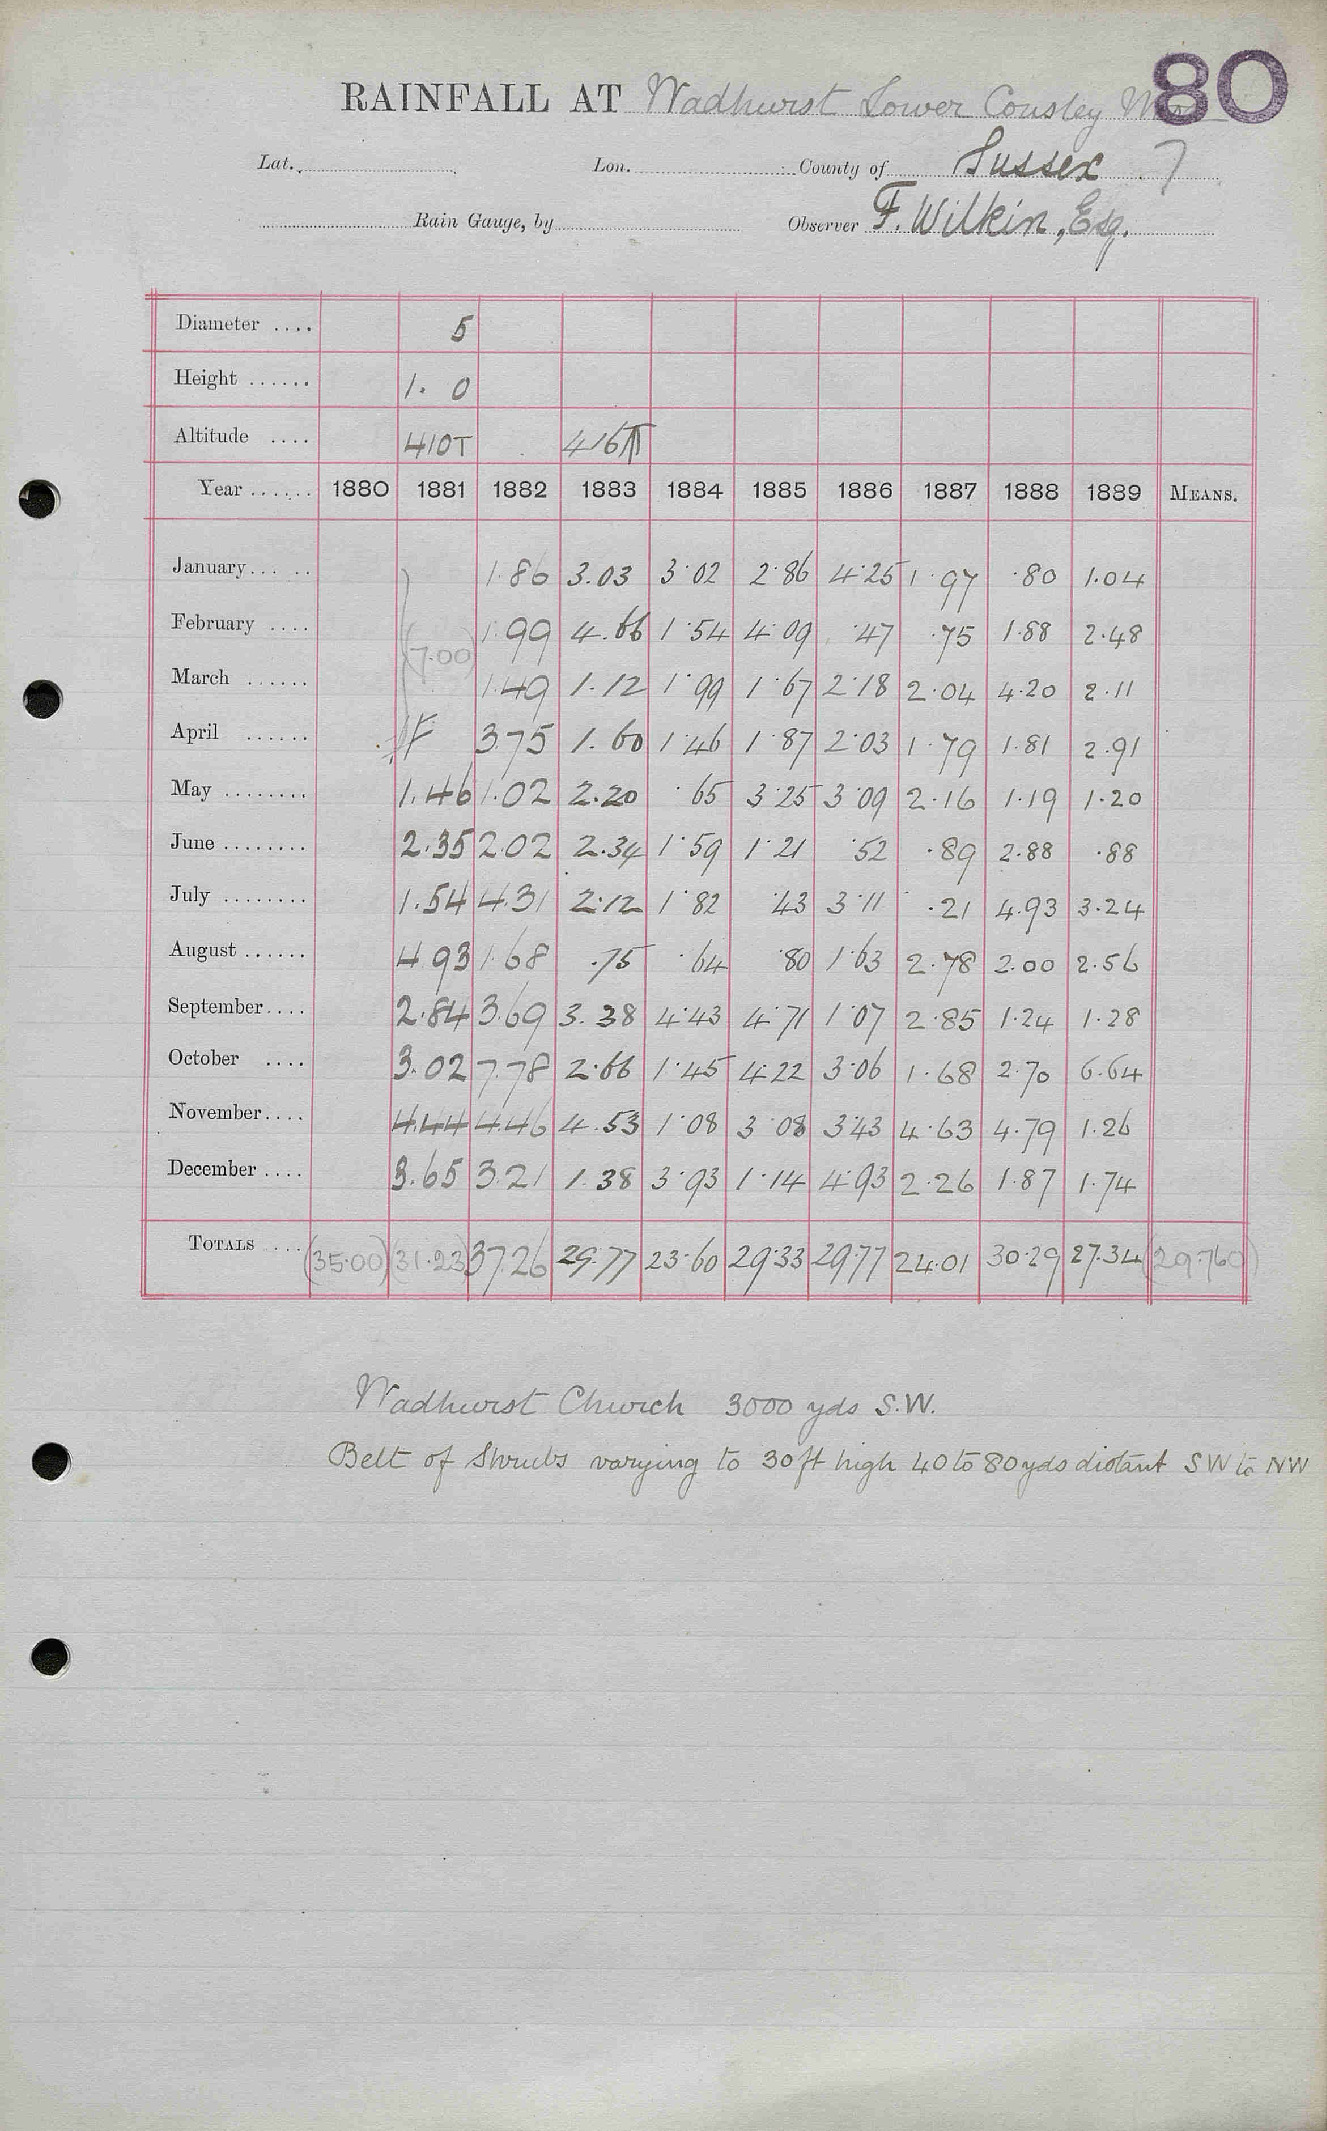 80
RAINFALL AT Wadhurst Lower Cousley
Lat. Lon. County of Sussex 7
Rain Gauge, by Observer F. Wilkin, Esq.
Diameter .... 5
Height ...... 1. 0
Altitude .... 410T 416T
Year ...... 1880 1881 1882 1883 1884 1885 1886 1887 1888 1889 MEANS.
January ..... 1.86 3.03 3.02 2.86 4.25 1.97 .80 1.04
February .... (7.00) 1.99 4.66 1.54 4.09 .47 .75 1.88 2.48
March ...... 1.49 1.12 1.99 1.67 2.18 2.04 4.20 2.11
April ...... 3.75 1.60 1.46 1.87 2.03 1.79 1.81 2.91
May ........ 1.46 1.02 2.20 .65 3.25 3.09 2.16 1.19 1.20
June ........ 2.35 2.02 2.34 1.59 1.21 .52 .89 2.88 .88
July ........ 1.54 4.31 2.12 1.82 .43 3.11 .21 4.93 3.24
August ...... 4.93 1.68 .75 .64 .80 1.63 2.78 2.00 2.56
September .... 2.84 3.69 3.38 4.43 4.71 1.07 2.85 1.24 1.28
October .... 3.02 7.78 2.66 1.45 4.22 3.06 1.68 2.70 6.64
November .... 4.44 4.46 4.53 1.08 3.08 3.43 4.63 4.79 1.26
December .... 3.65 3.21 1.38 3.93 1.14 4.93 2.26 1.87 1.74
TOTALS ... (35.00) (31.23) 37.26 29.77 23.60 29.33 29.77 24.01 30.29 27.34 (29.760)
Wadhurst Church 3000 yds S.W.
Belt of Shrubs varying to 30ft high 40 to 80 yds distant SW to NW